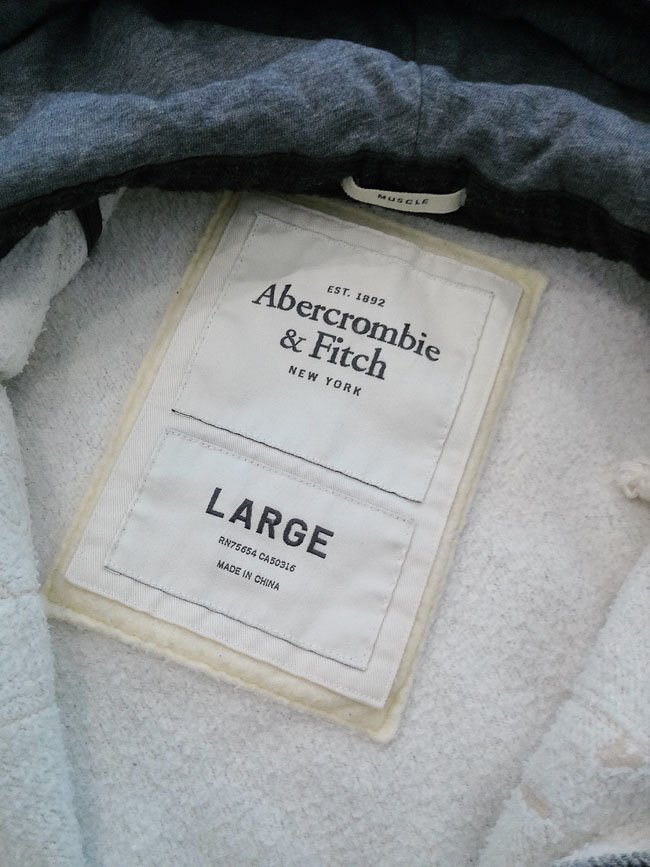 MUSCLE
EST. 1892
Abercrombie
& Fitch
NEW YORK
LARGE
RN75654 CA50316
MADE IN CHINA